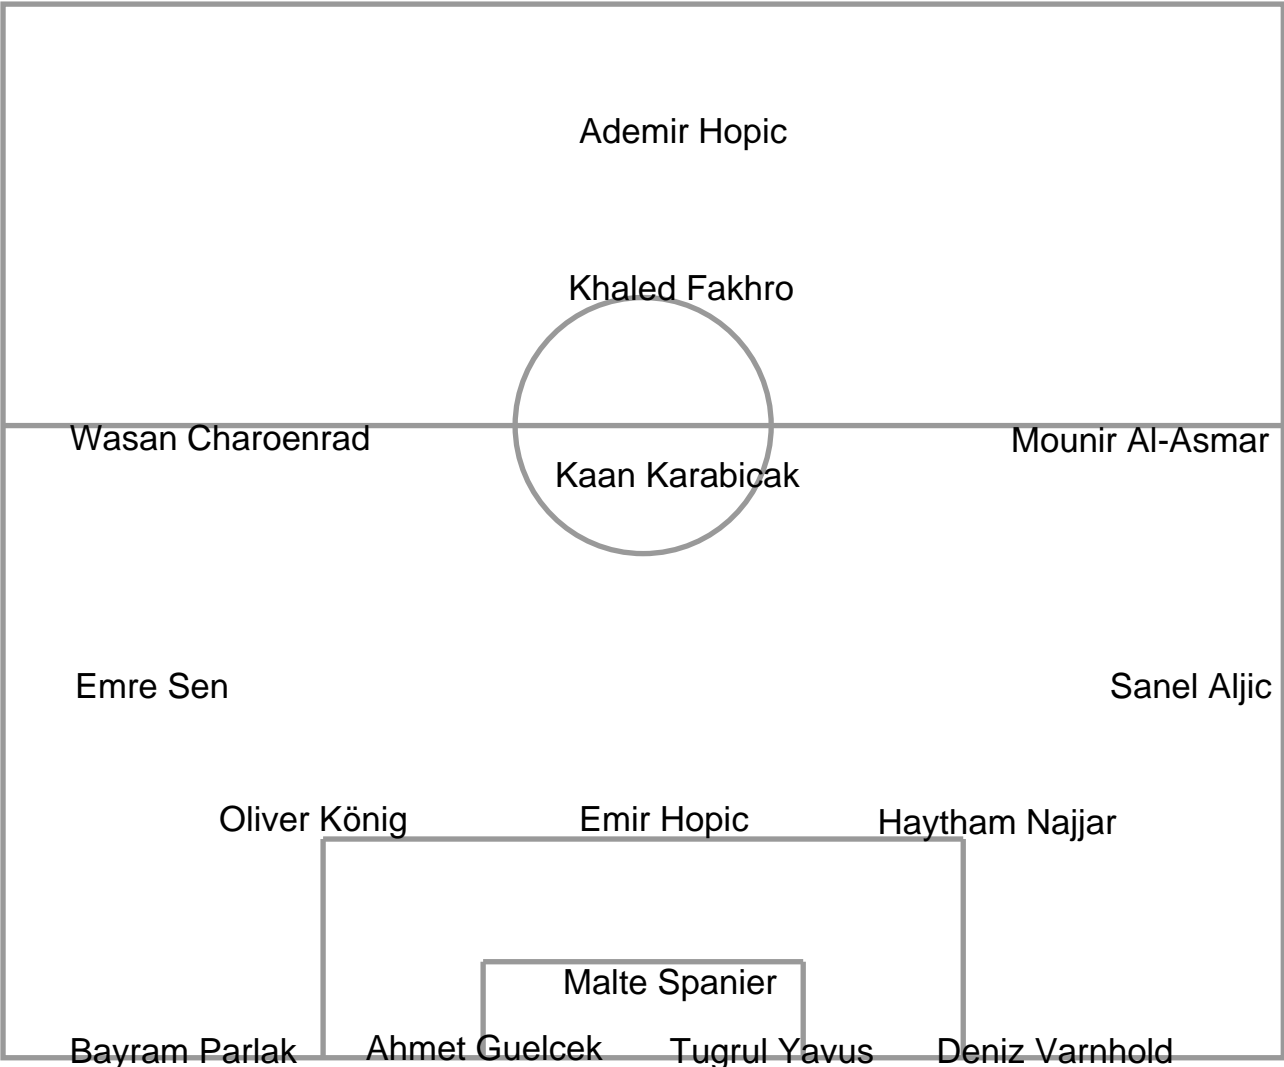 Ademir Hopic
Khaled Fakhro
Wasan Charoenrad
Mounir Al-Asmar
Kaan Karabicak
Emre Sen
Sanel Aljic
Oliver König
Emir Hopic
Haytham Najjar
Malte Spanier
Bayram Parlak
Ahmet Guelcek
Tugrul Yavus
Deniz Varnhold